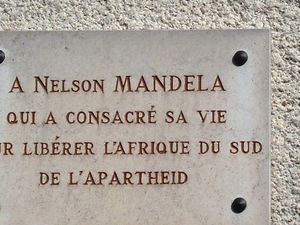 A NELSON MANDELA
QUI A CONSACRÉ SA VIE
UR LIBÉRER L'AFRIQUE DU SUD
DE L'APARTHEID